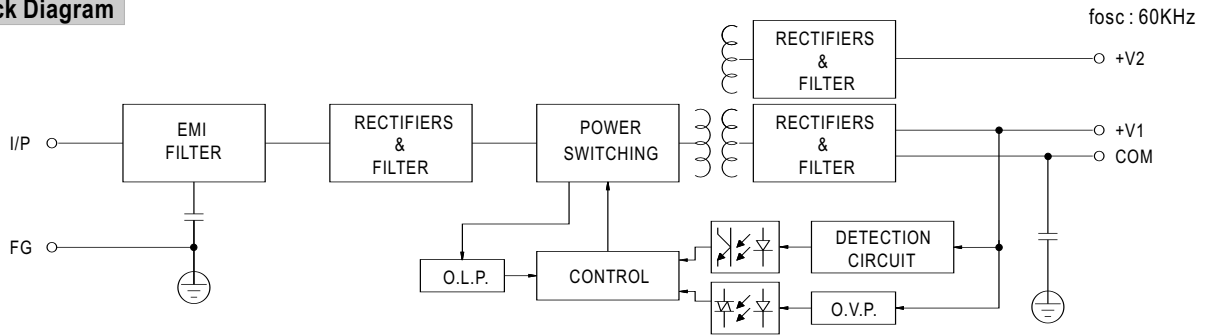 ck Diagram
fosc : 60KHz
RECTIFIERS
&
FILTER
+V2
I/P
EMI
FILTER
RECTIFIERS
&
FILTER
POWER
SWITCHING
RECTIFIERS
&
FILTER
+V1
COM
FG
O.L.P.
CONTROL
DETECTION
CIRCUIT
O.V.P.